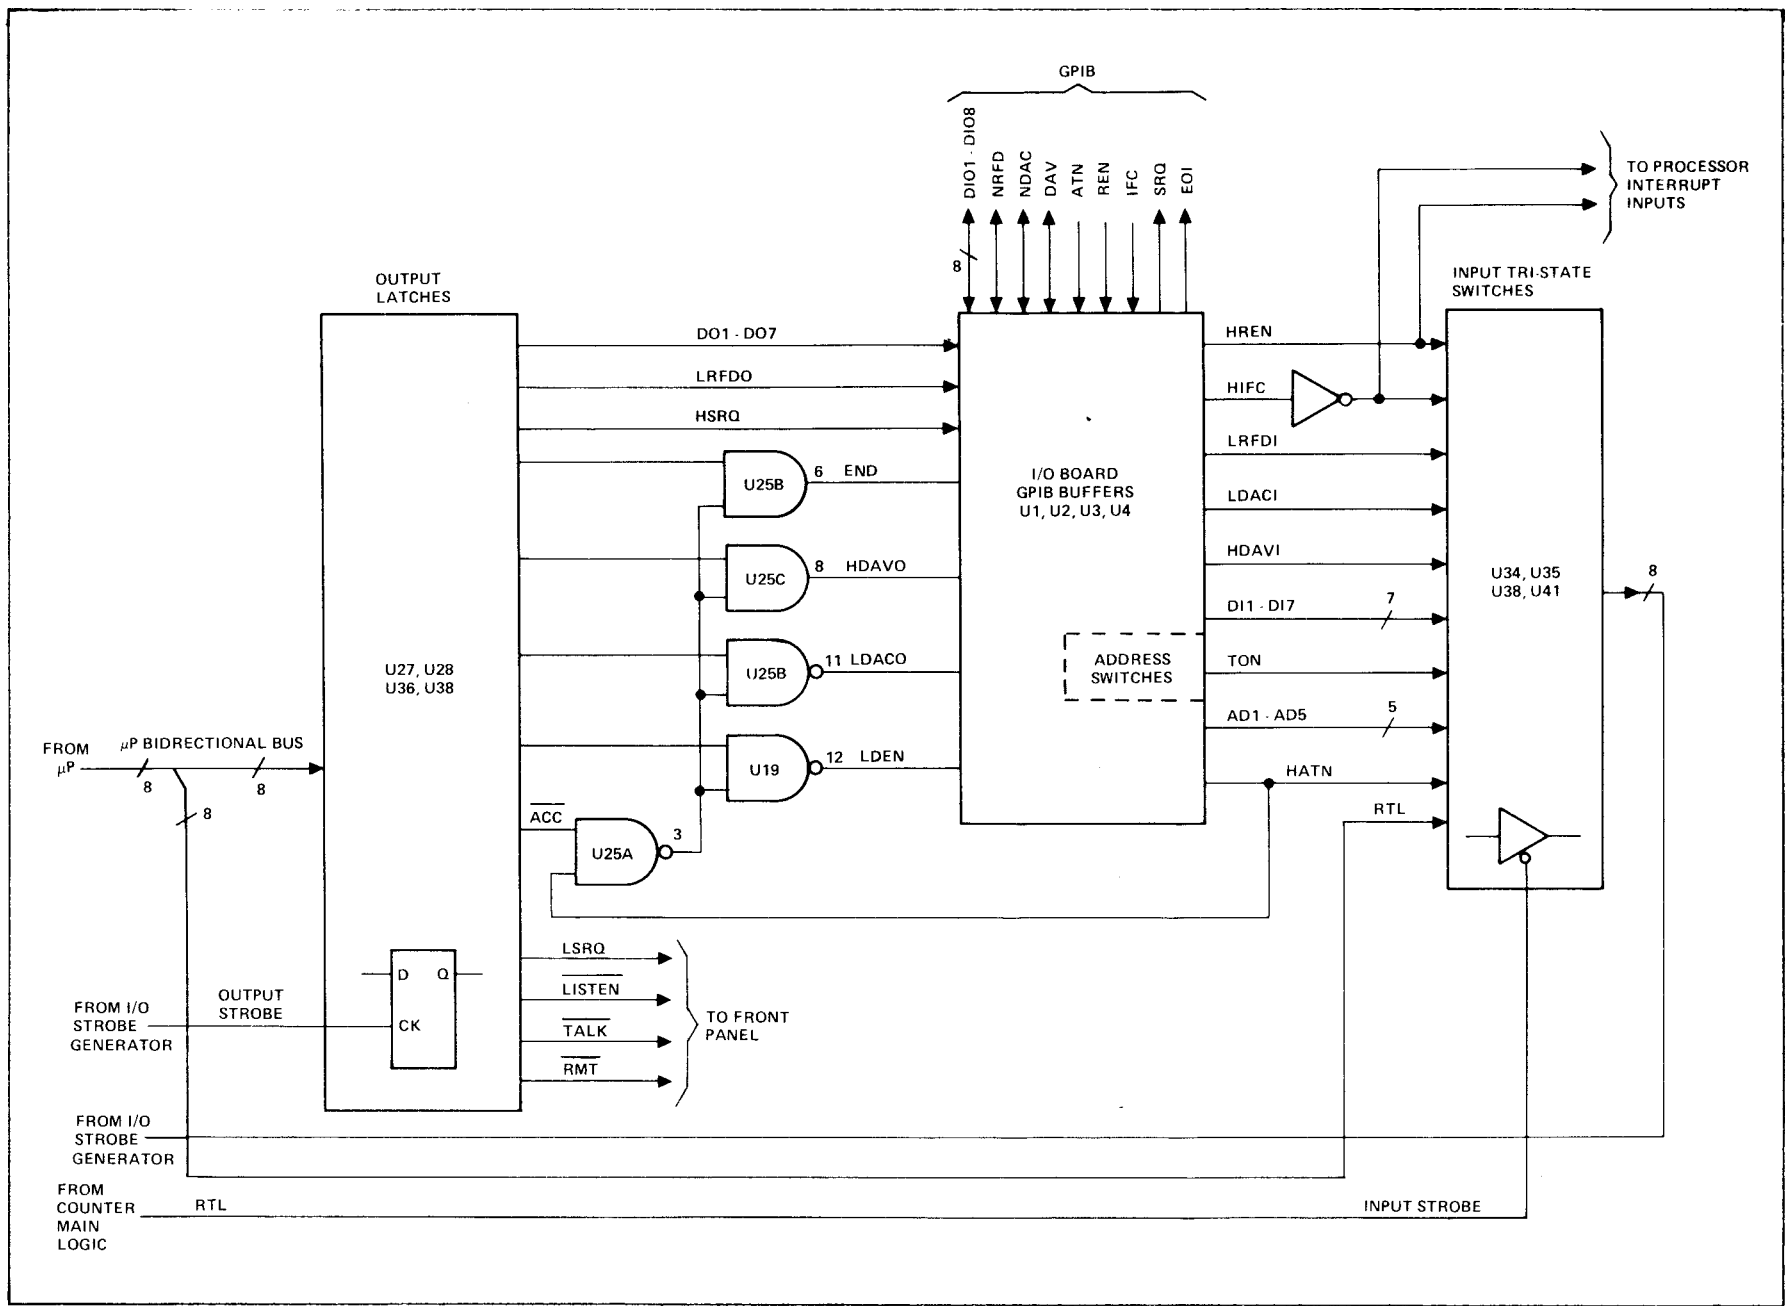 GPIB
DIO1 - DIO8
NRFD
NDAC
DAV
ATN
REN
IFC
SRQ
EOI
8
TO PROCESSOR
INTERRUPT
INPUTS
OUTPUT
LATCHES
INPUT TRI-STATE
SWITCHES
DO1 - DO7
LRFDO
HSRQ
U25B
6
END
U25C
8
HDAVO
U25B
11
LDACO
U19
12
LDEN
ACC
U25A
3
U27, U28
U36, U38
I/O BOARD
GPIB BUFFERS
U1, U2, U3, U4
ADDRESS
SWITCHES
HREN
HIFC
LRFDI
LDACI
HDAVI
DI1 - DI7
7
TON
AD1 - AD5
5
HATN
RTL
U34, U35
U38, U41
8
FROM
µP
µP BIDRECTIONAL BUS
8
8
8
D
Q
CK
LSRQ
LISTEN
TALK
RMT
TO FRONT
PANEL
FROM I/O
STROBE
GENERATOR
OUTPUT
STROBE
FROM I/O
STROBE
GENERATOR
FROM
COUNTER
MAIN
LOGIC
RTL
INPUT STROBE